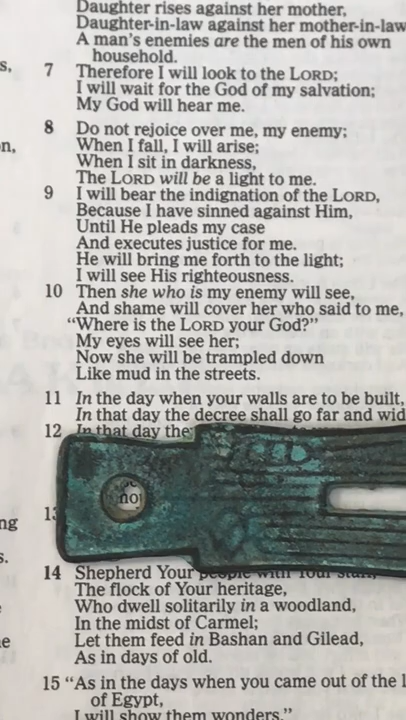 Daughter rises against her mother,
Daughter-in-law against her mother-in-law
A man's enemies are the men of his own
household.
s,
7 Therefore I will look to the LORD;
I will wait for the God of my salvation;
My God will hear me.
8 Do not rejoice over me, my enemy;
n, When I fall, I will arise;
When I sit in darkness,
The LORD will be a light to me.
9 I will bear the indignation of the LORD,
Because I have sinned against Him,
Until He pleads my case
And executes justice for me.
He will bring me forth to the light;
I will see His righteousness.
10 Then she who is my enemy will see,
And shame will cover her who said to me,
"Where is the LORD your God?"
My eyes will see her;
Now she will be trampled down
Like mud in the streets.
11 In the day when your walls are to be built,
In that day the decree shall go far and wid
12 In that day the
no
13
ng
s.
14 Shepherd Your people with Your staff,
The flock of Your heritage,
Who dwell solitarily in a woodland,
In the midst of Carmel;
e Let them feed in Bashan and Gilead,
As in days of old.
15 "As in the days when you came out of the l
of Egypt,
I will show them wonders."